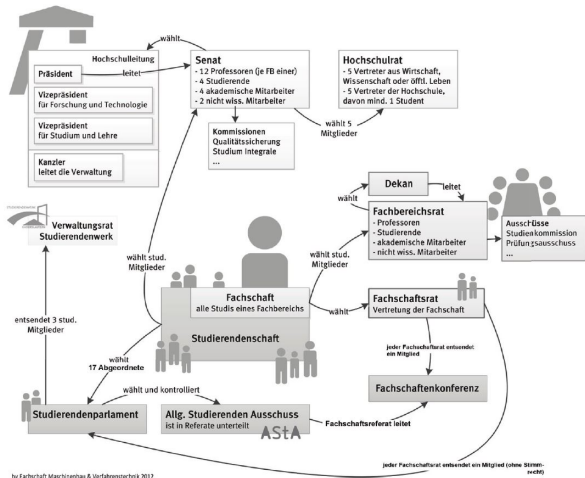 Hochschulleitung
Präsident
Vizepräsident
für Forschung und Technologie
Vizepräsident
für Studium und Lehre
Kanzler
leitet die Verwaltung
wählt
leitet
Senat
- 12 Professoren (je FB einer)
- 4 Studierende
- 4 akademische Mitarbeiter
- 2 nicht wiss. Mitarbeiter
Kommissionen
Qualitätssicherung
Studium Integrale
...
wählt 5
Mitglieder
Hochschulrat
- 5 Vertreter aus Wirtschaft,
Wissenschaft oder öfftl. Leben
- 5 Vertreter der Hochschule,
davon mind. 1 Student
Dekan
leitet
wählt
Fachbereichsrat
- Professoren
- Studierende
- akademische Mitarbeiter
- nicht wiss. Mitarbeiter
Ausschüsse
Studienkommission
Prüfungsausschuss
...
Verwaltungsrat
Studierendenwerk
wählt stud.
Mitglieder
wählt stud.
Mitglieder
Fachschaft
alle Studis eines Fachbereichs
Studierendenschaft
wählt
Fachschaftsrat
Vertretung der Fachschaft
entsendet 3 stud.
Mitglieder
jeder Fachschaftsrat entsendet
ein Mitglied
wählt
17 Abgeordnete
Fachschaftenkonferenz
wählt und kontrolliert
Studierendenparlament
Allg. Studierenden Ausschuss
ist in Referate unterteilt
AStA
Fachschaftsreferat leitet
jeder Fachschaftsrat entsendet ein Mitglied (ohne Stimm-
recht)
by Fachschaft Maschinenbau & Verfahrenstechnik 2012